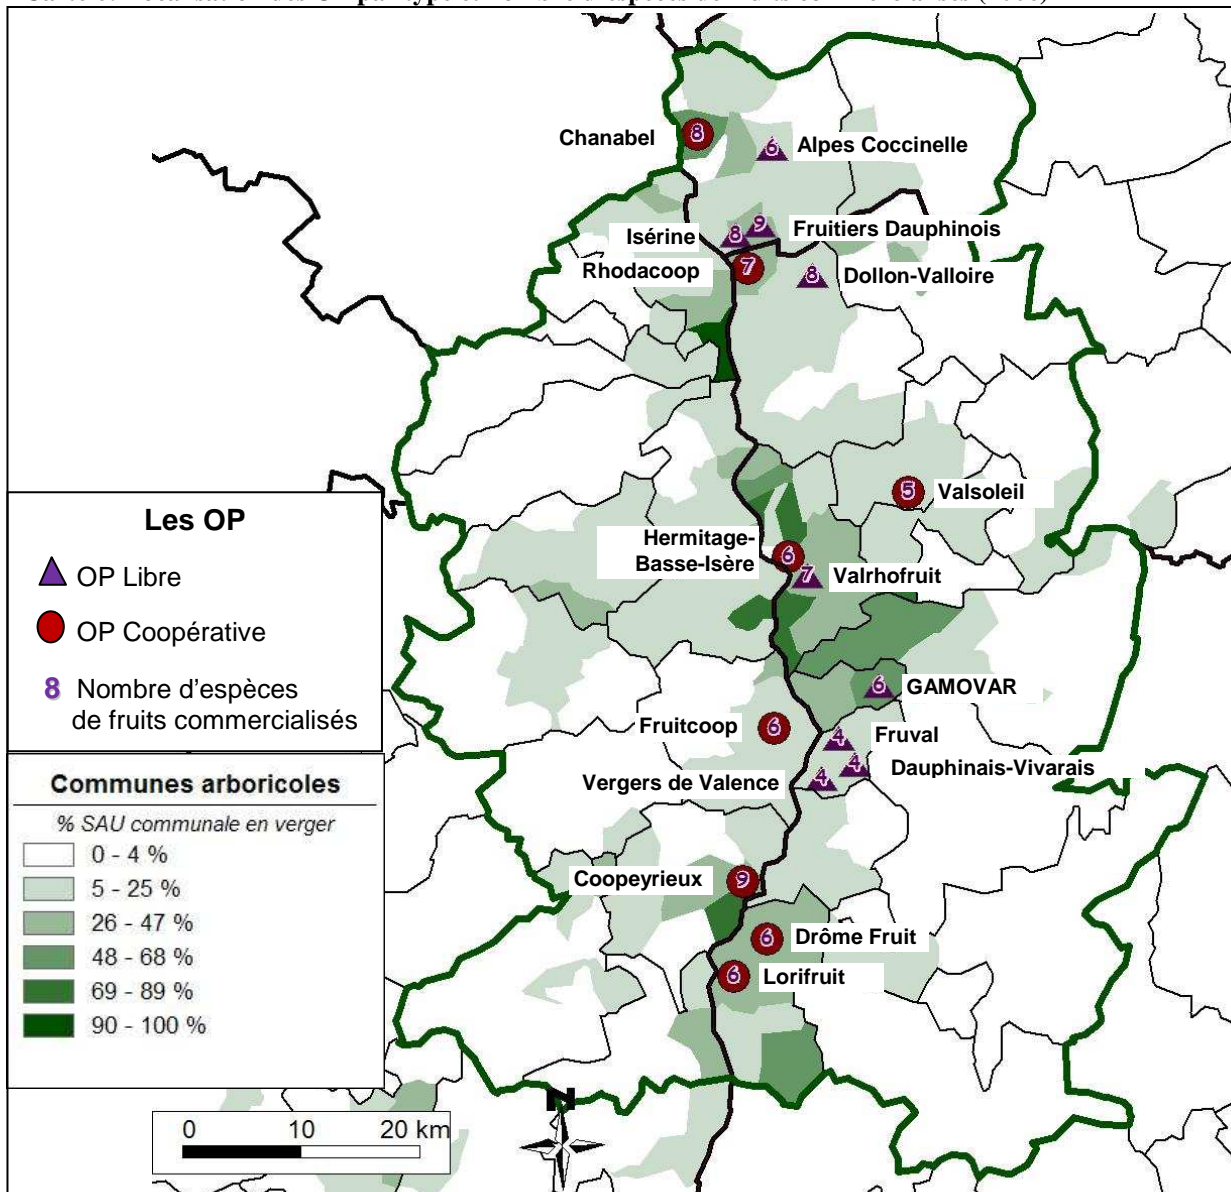 Chanabel
8
6
Alpes Coccinelle
Isérine
8
9
Fruitiers Dauphinois
Rhodacoop
7
8
Dollon-Valloire
5
Valsoleil
Hermitage-
Basse-Isère
6
7
Valrhofruit
6
GAMOVAR
Fruitcoop
6
4
Fruval
4
Dauphinais-Vivarais
Vergers de Valence
4
Coopeyrieux
9
6
Drôme Fruit
6
Lorifruit
Les OP
OP Libre
OP Coopérative
8 Nombre d'espèces
de fruits commercialisés
Communes arboricoles
% SAU communale en verger
0 - 4 %
5 - 25 %
26 - 47 %
48 - 68 %
69 - 89 %
90 - 100 %
0 10 20 km
N